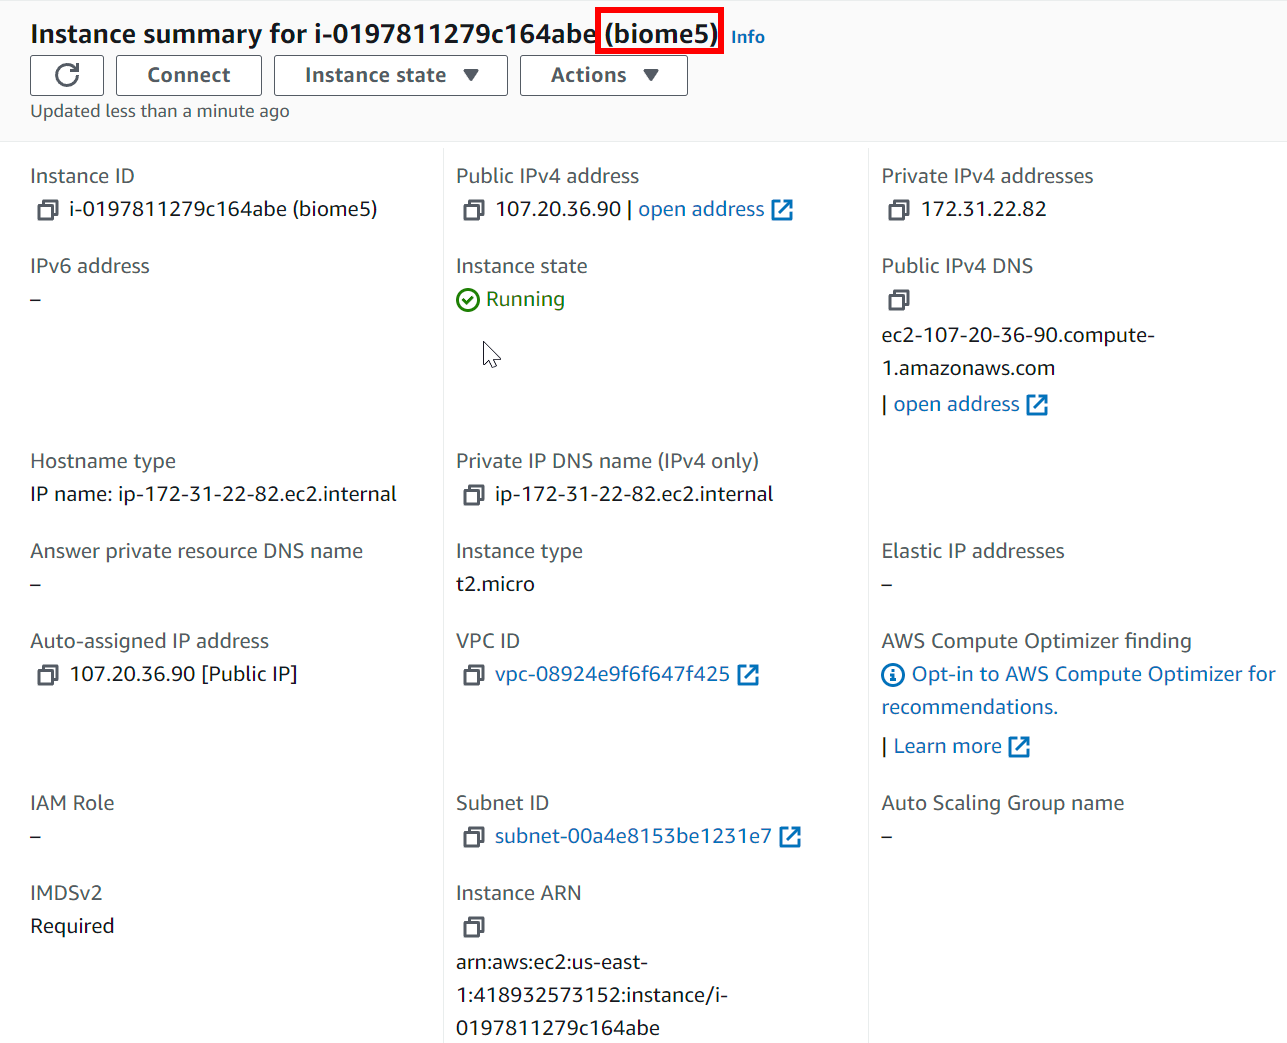 Instance summary for i-0197811279c164abe (biome5) Info
Connect
Instance state
Actions
Updated less than a minute ago
Instance ID
i-0197811279c164abe (biome5)
Public IPv4 address
107.20.36.90 | open address
Private IPv4 addresses
172.31.22.82
IPv6 address
–
Instance state
Running
Public IPv4 DNS
ec2-107-20-36-90.compute-
1.amazonaws.com
| open address
Hostname type
IP name: ip-172-31-22-82.ec2.internal
Private IP DNS name (IPv4 only)
ip-172-31-22-82.ec2.internal
Answer private resource DNS name
–
Instance type
t2.micro
Elastic IP addresses
–
Auto-assigned IP address
107.20.36.90 [Public IP]
VPC ID
vpc-08924e9f6f647f425
AWS Compute Optimizer finding
Opt-in to AWS Compute Optimizer for
recommendations.
| Learn more
IAM Role
–
Subnet ID
subnet-00a4e8153be1231e7
Auto Scaling Group name
–
IMDSv2
Required
Instance ARN
arn:aws:ec2:us-east-
1:418932573152:instance/i-
0197811279c164abe